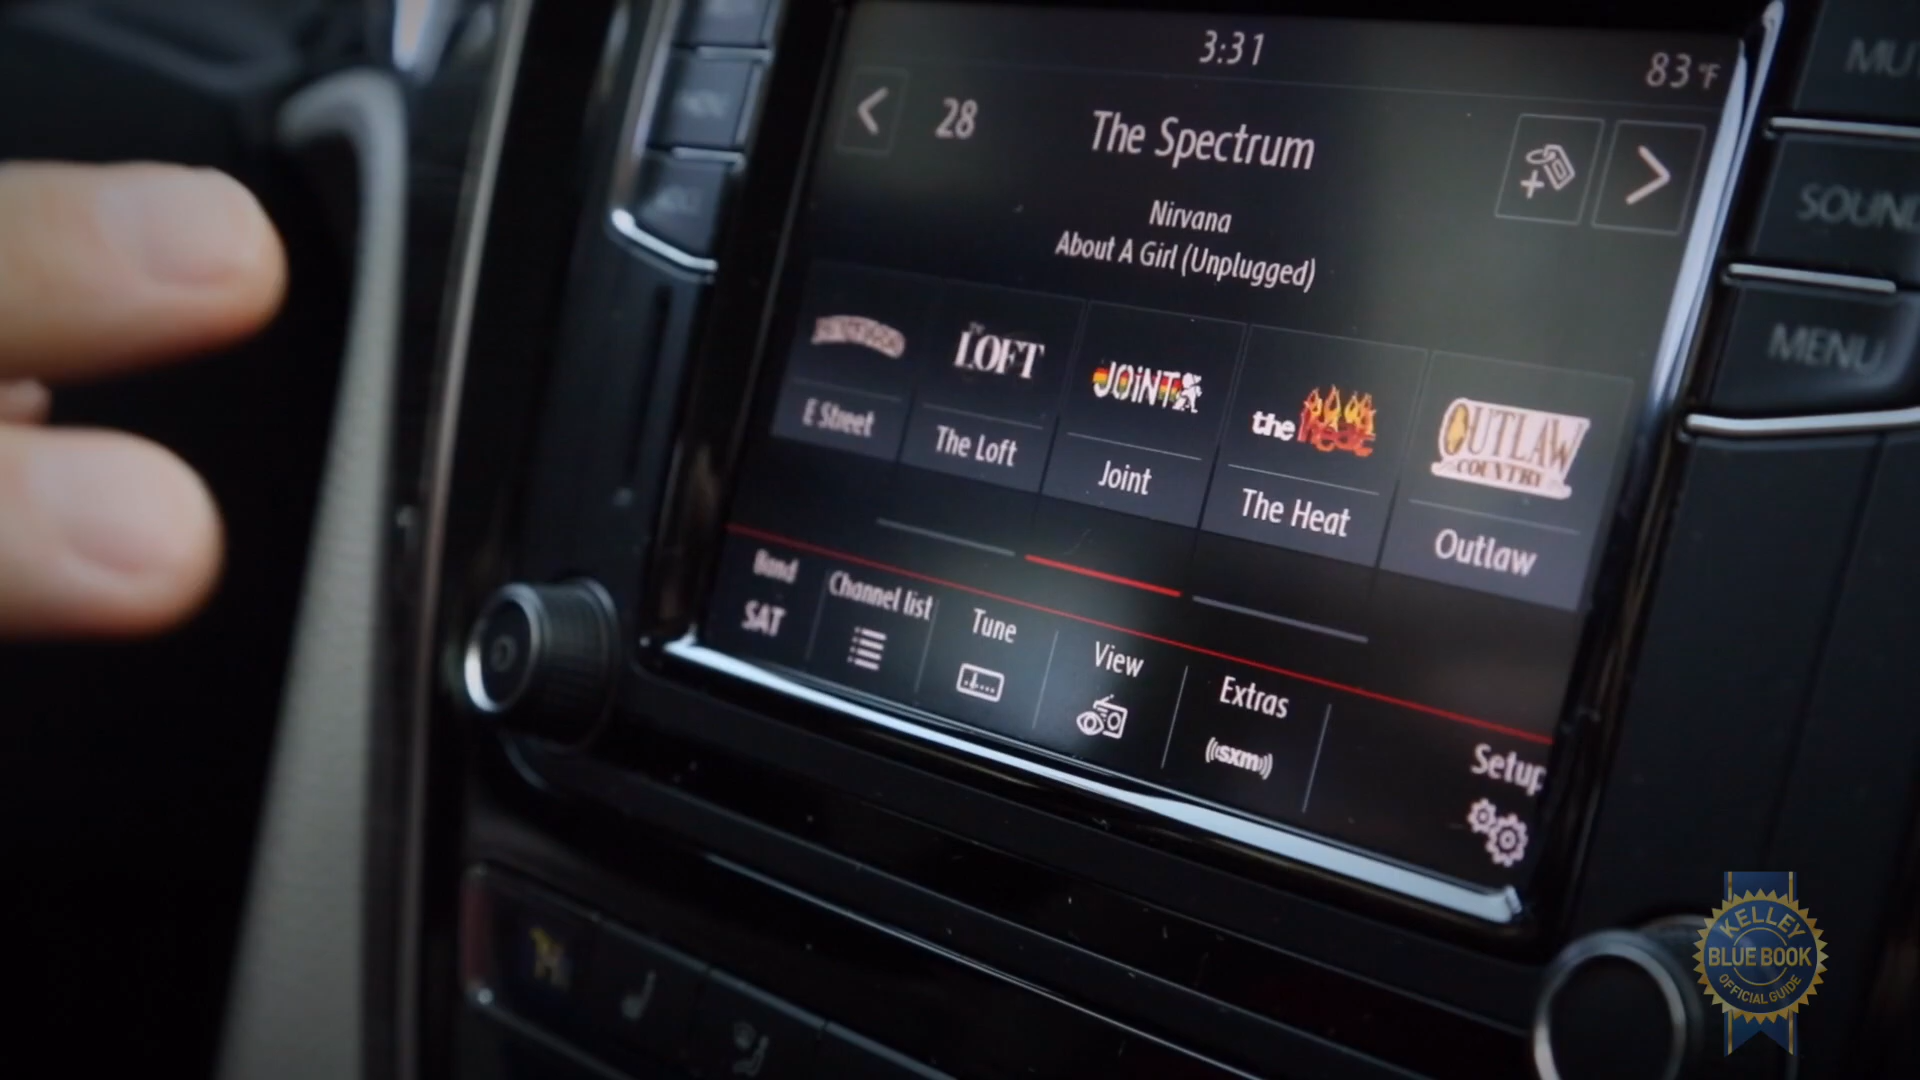 3:31
83°F
28
The Spectrum
Nirvana
About A Girl (Unplugged)
LOFT
JOiNT
the heat
OUTLAW
COUNTRY
E Street
The Loft
Joint
The Heat
Outlaw
Band
SAT
Channel list
Tune
View
Extras
((sxm))
Setup
SOUND
MENU
KELLEY
BLUE BOOK
OFFICIAL GUIDE